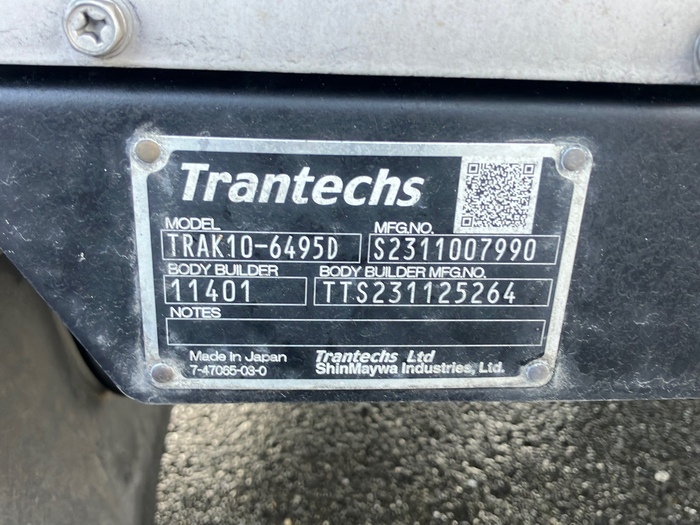 Trantechs
MODEL MFG.NO.
TRAK10-6495D S2311007990
BODY BUILDER BODY BUILDER MFG.NO.
11401 TTS231125264
NOTES
Made In Japan Trantechs Ltd
7-47065-03-0 ShinMaywa Industries, Ltd.